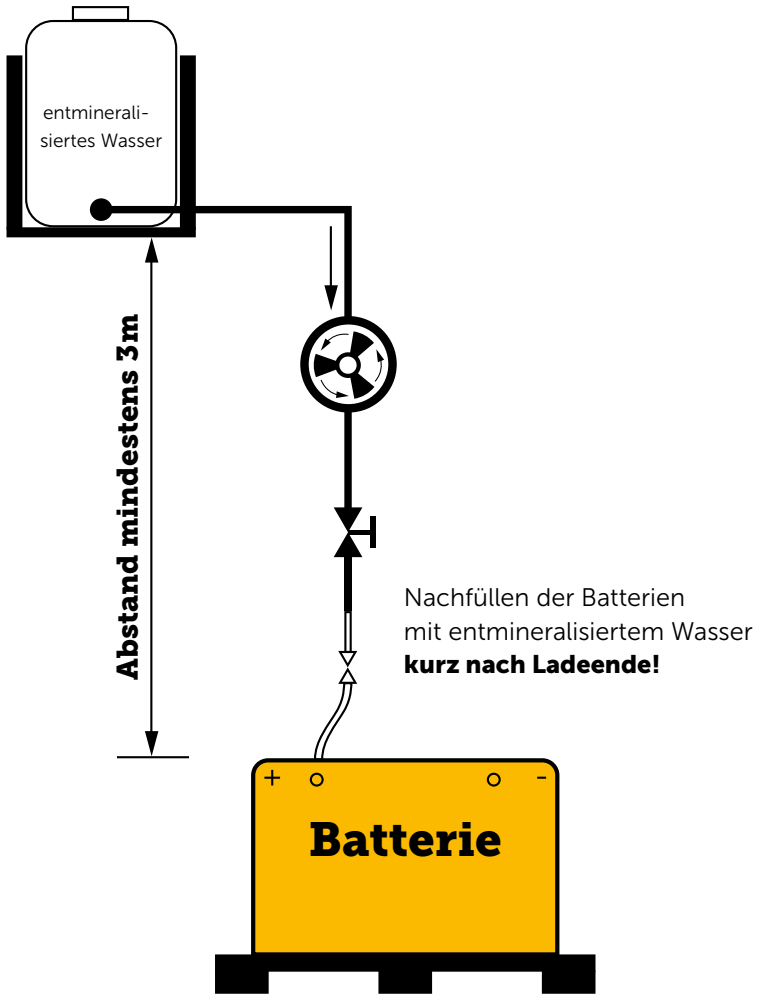 entminerali-
siertes Wasser
Abstand mindestens 3m
Nachfüllen der Batterien
mit entmineralisiertem Wasser
kurz nach Ladeende!
+ -
Batterie